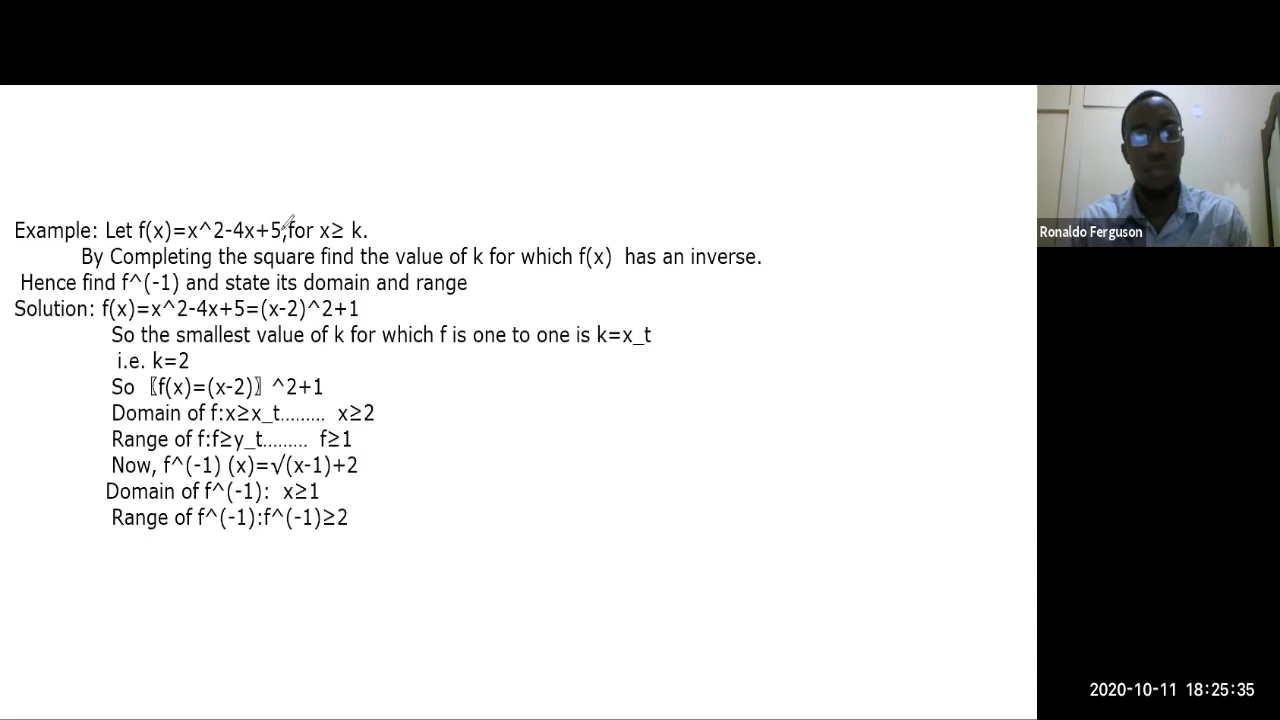 Example: Let f(x)=x^2-4x+5,for x≥ k.
By Completing the square find the value of k for which f(x) has an inverse.
Hence find f^(-1) and state its domain and range
Solution: f(x)=x^2-4x+5=(x-2)^2+1
So the smallest value of k for which f is one to one is k=x_t
i.e. k=2
So 〖f(x)=(x-2)〗^2+1
Domain of f:x≥x_t......... x≥2
Range of f:f≥y_t......... f≥1
Now, f^(-1) (x)=√(x-1)+2
Domain of f^(-1): x≥1
Range of f^(-1):f^(-1)≥2
Ronaldo Ferguson
2020-10-11 18:25:35